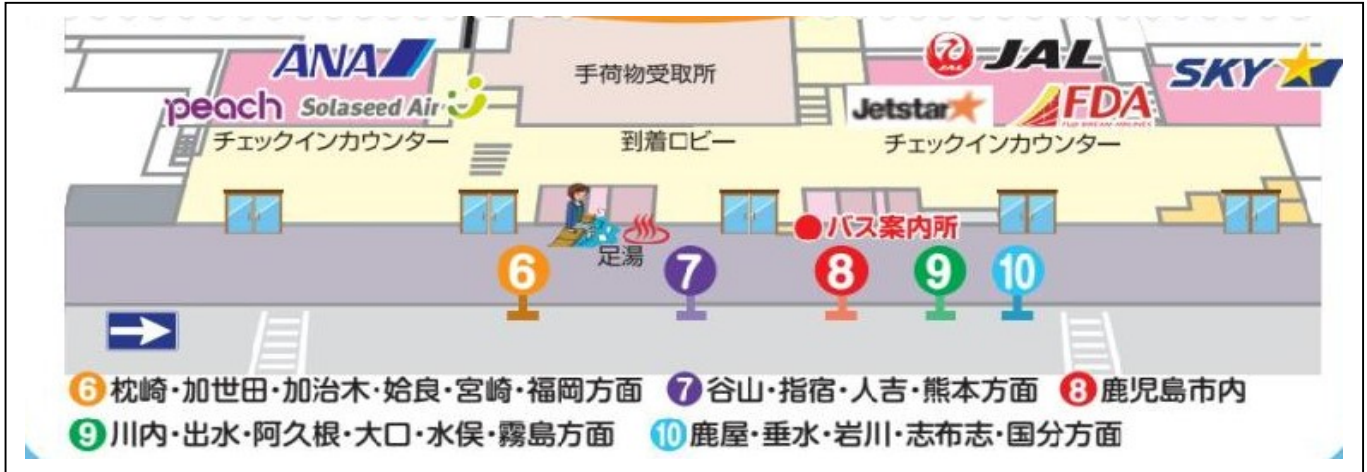 ANA JAL JAL SKY
peach Solaseed Air Jetstar FDA
FUJI DREAM AIRLINES
手荷物受取所
チェックインカウンター 到着ロビー チェックインカウンター
バス案内所
足湯
6 7 8 9 10
6 枕崎・加世田・加治木・姶良・宮崎・福岡方面 7 谷山・指宿・人吉・熊本方面 8 鹿児島市内
9 川内・出水・阿久根・大口・水俣・霧島方面 10 鹿屋・垂水・岩川・志布志・国分方面